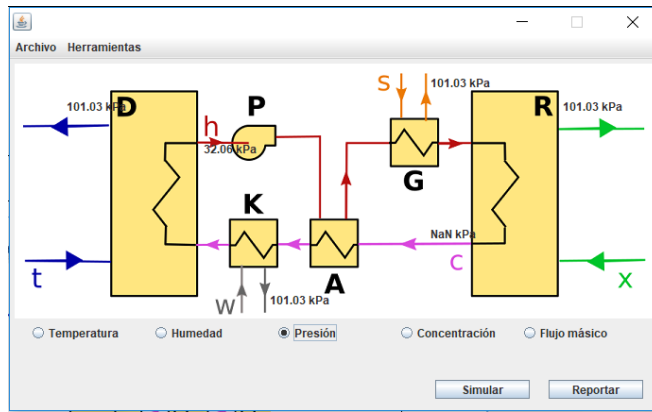 Archivo Herramientas
s
101.03 kPa
101.03 kPa
D
P
R
101.03 kPa
h
32.06 kPa
G
K
NaN kPa
c
t
A
x
w
101.03 kPa
Temperatura Humedad Presión Concentración Flujo másico
Simular Reportar